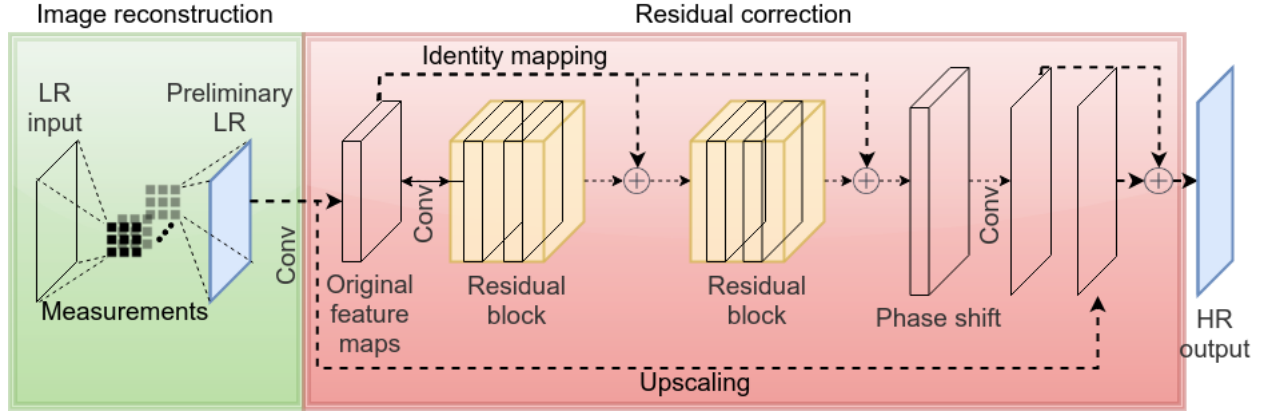 Image reconstruction
Residual correction
Identity mapping
LR
input
Preliminary
LR
Measurements
Conv
Original
feature
maps
Conv
Residual
block
Residual
block
Phase shift
Conv
HR
output
Upscaling